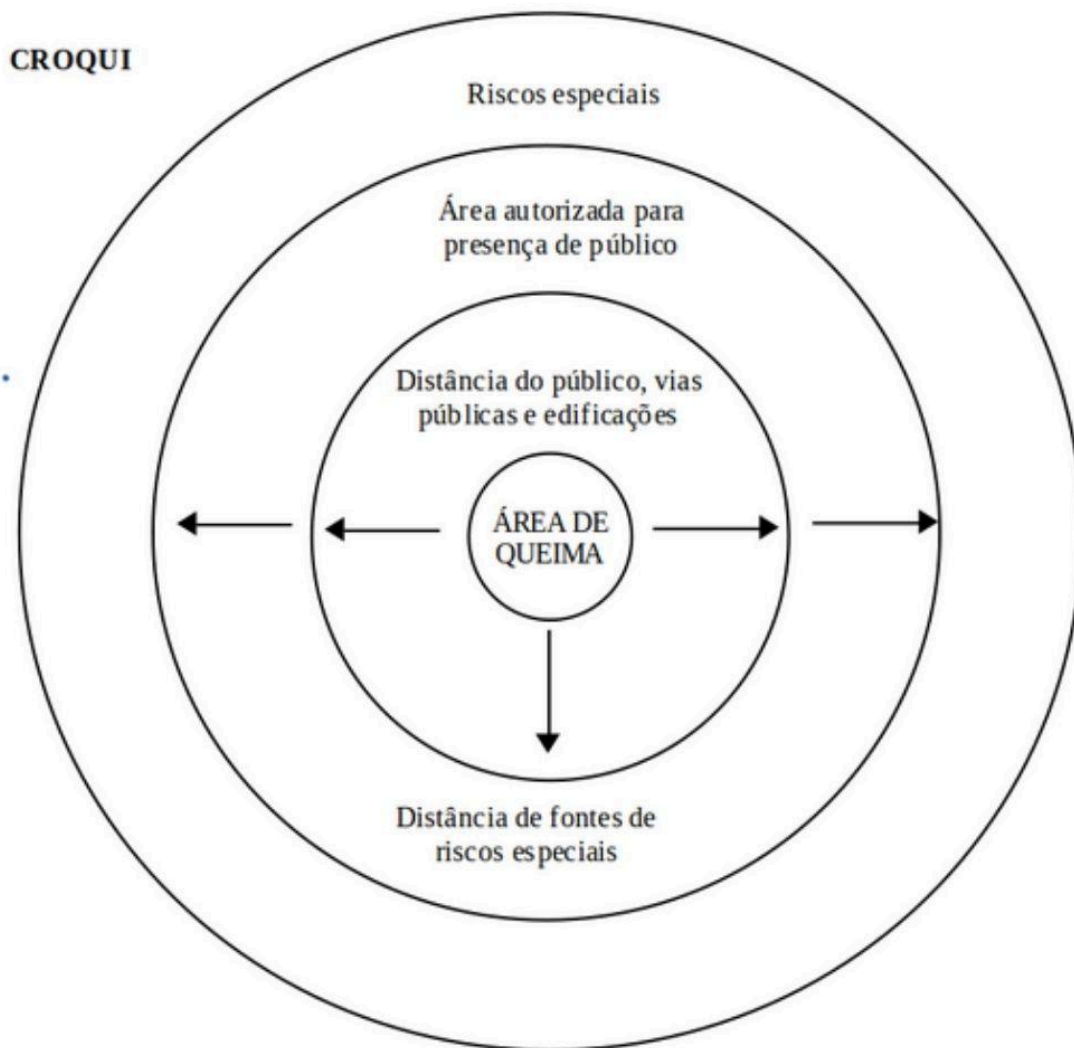 CROQUI
Riscos especiais
Área autorizada para
presença de público
Distância do público, vias
públicas e edificações
ÁREA DE
QUEIMA
Distância de fontes de
riscos especiais